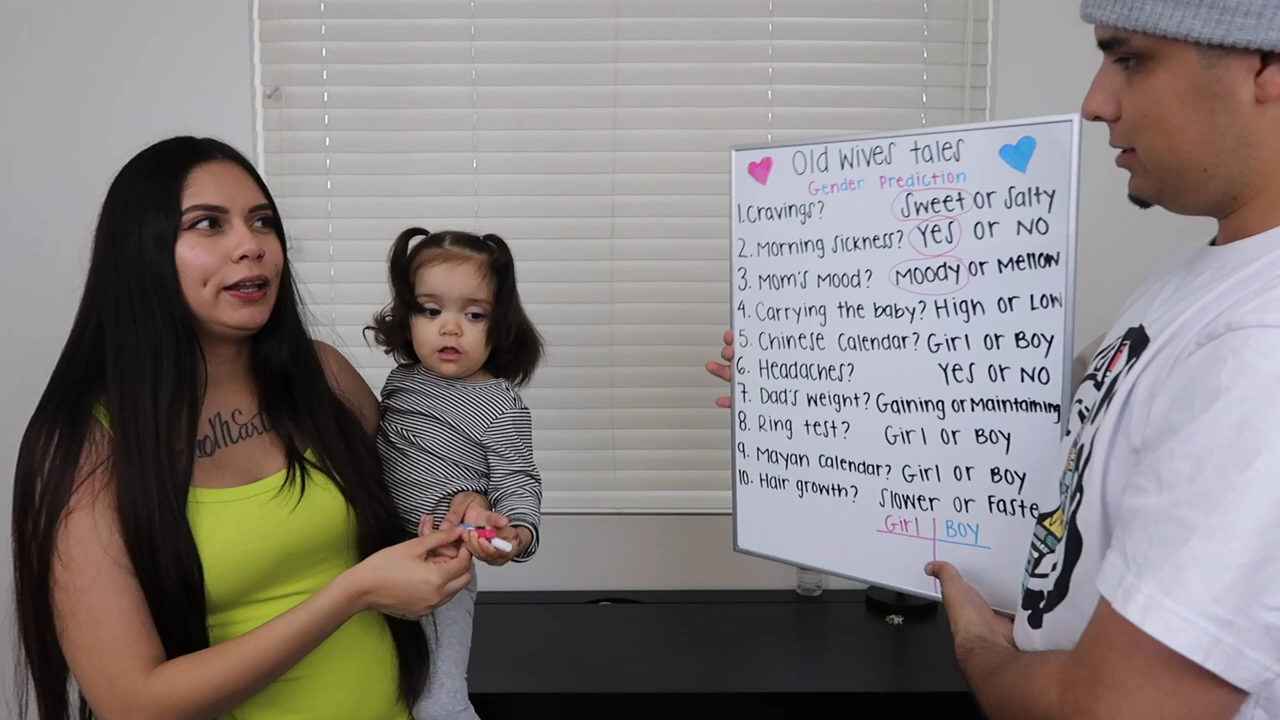 Old wives tales
Gender Prediction
1. Cravings? Sweet or Salty
2. Morning Sickness? Yes or NO
3. Mom's Mood? Moody or Mellow
4. Carrying the baby? High or Low
5. Chinese Calendar? Girl or Boy
6. Headaches? Yes or NO
7. Dad's weight? Gaining or Maintaining
8. Ring test? Girl or Boy
9. Mayan Calendar? Girl or Boy
10. Hair growth? Slower or Faste
Girl Boy